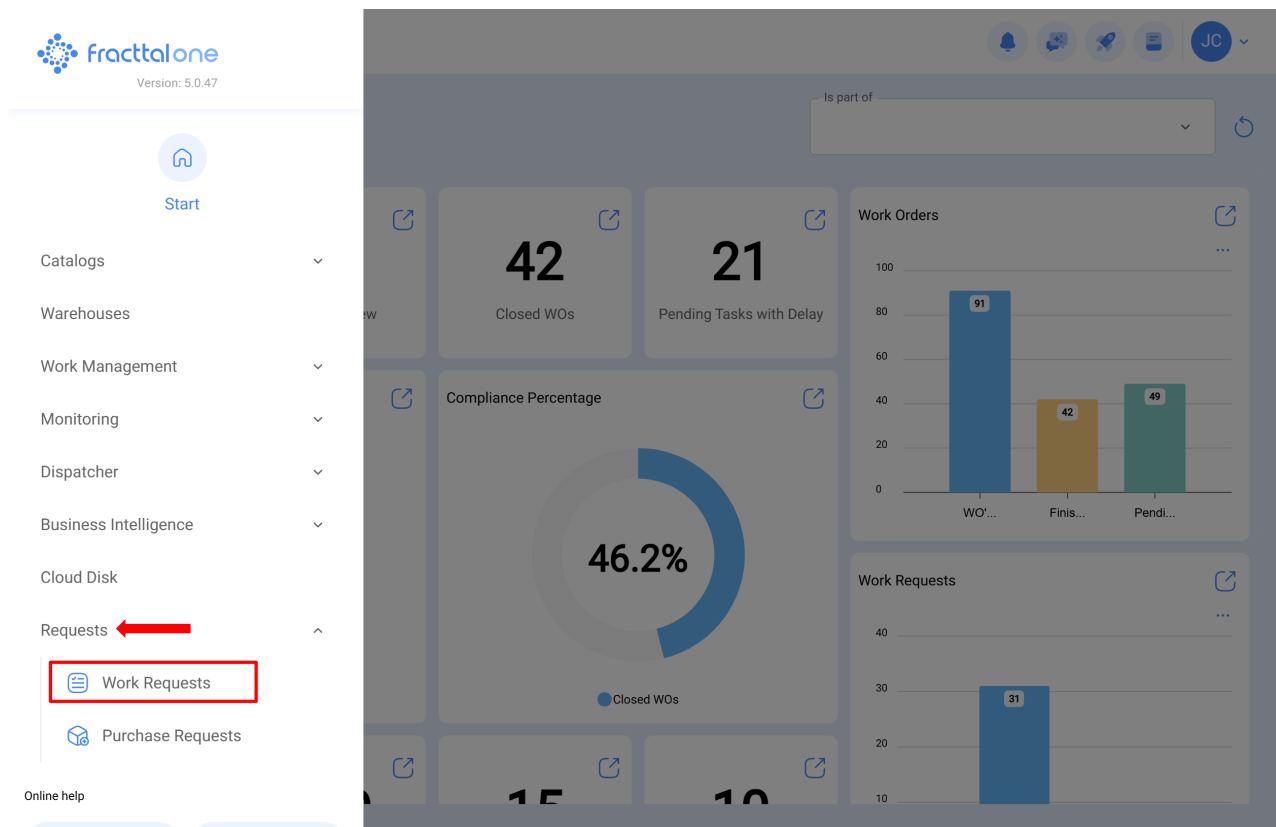 fracttal one
Version: 5.0.47
JC
Is part of
Start
Catalogs
Warehouses
Work Management
Monitoring
Dispatcher
Business Intelligence
Cloud Disk
Requests
Work Requests
Purchase Requests
Online help
42
Closed WOs
21
Pending Tasks with Delay
Work Orders
100
80
60
40
20
0
91
42
49
WO'...
Finis...
Pendi...
Compliance Percentage
46.2%
Closed WOs
Work Requests
40
30
20
10
31
15